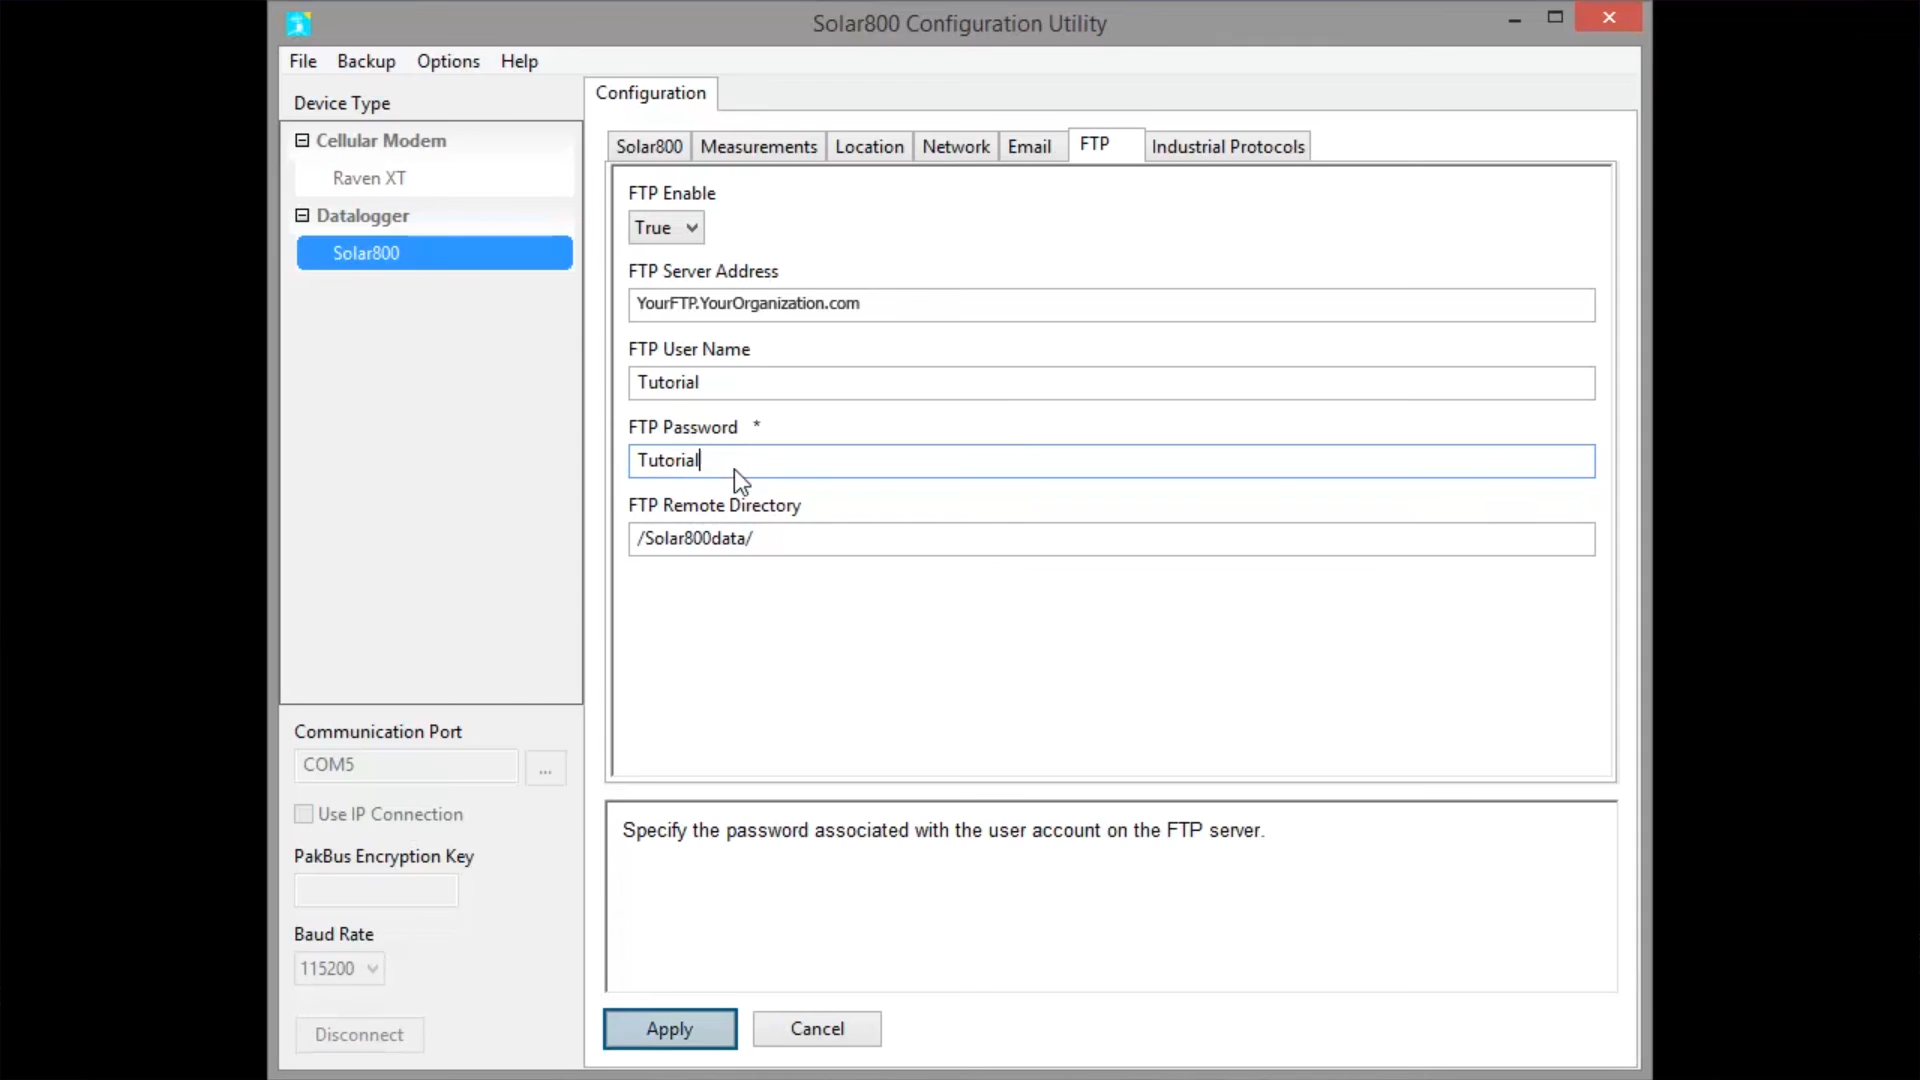 Solar800 Configuration Utility
File Backup Options Help
Device Type
Cellular Modem
Raven XT
Datalogger
Solar800
Communication Port
COM5
...
Use IP Connection
PakBus Encryption Key
Baud Rate
115200
Disconnect
Configuration
Solar800 Measurements Location Network Email FTP Industrial Protocols
FTP Enable
True
FTP Server Address
YourFTP.YourOrganization.com
FTP User Name
Tutorial
FTP Password *
Tutorial
FTP Remote Directory
/Solar800data/
Specify the password associated with the user account on the FTP server.
Apply Cancel